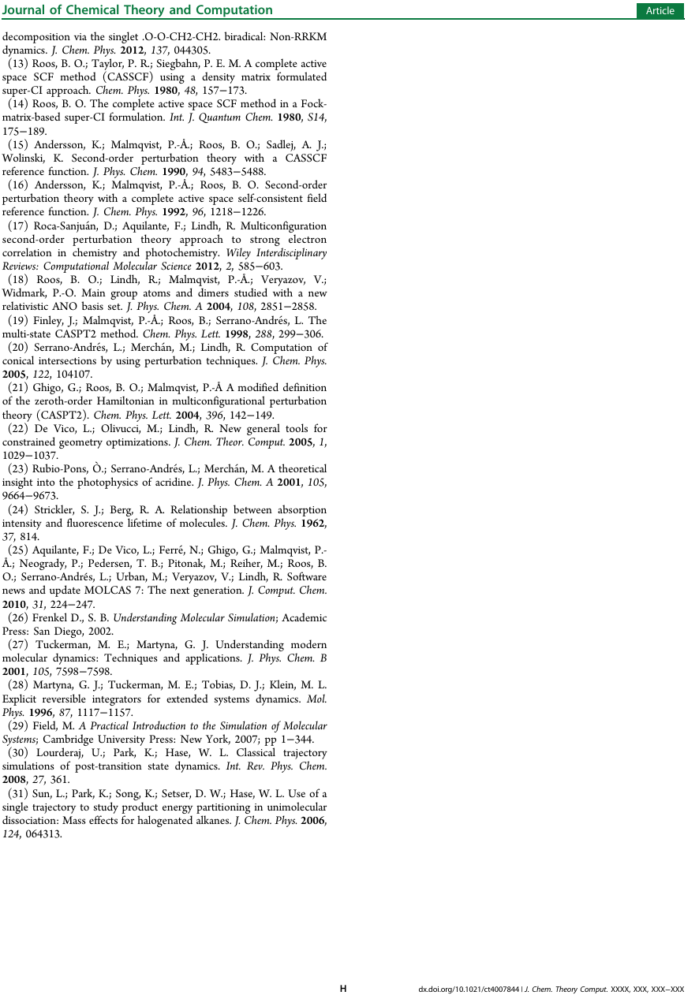 Journal of Chemical Theory and Computation
Article
decomposition via the singlet .O-O-CH2-CH2. biradical: Non-RRKM
dynamics. J. Chem. Phys. 2012, 137, 044305.
(13) Roos, B. O.; Taylor, P. R.; Siegbahn, P. E. M. A complete active
space SCF method (CASSCF) using a density matrix formulated
super-CI approach. Chem. Phys. 1980, 48, 157−173.
(14) Roos, B. O. The complete active space SCF method in a Fock-
matrix-based super-CI formulation. Int. J. Quantum Chem. 1980, S14,
175−189.
(15) Andersson, K.; Malmqvist, P.-Å.; Roos, B. O.; Sadlej, A. J.;
Wolinski, K. Second-order perturbation theory with a CASSCF
reference function. J. Phys. Chem. 1990, 94, 5483−5488.
(16) Andersson, K.; Malmqvist, P.-Å.; Roos, B. O. Second-order
perturbation theory with a complete active space self-consistent field
reference function. J. Chem. Phys. 1992, 96, 1218−1226.
(17) Roca-Sanjuán, D.; Aquilante, F.; Lindh, R. Multiconfiguration
second-order perturbation theory approach to strong electron
correlation in chemistry and photochemistry. Wiley Interdisciplinary
Reviews: Computational Molecular Science 2012, 2, 585−603.
(18) Roos, B. O.; Lindh, R.; Malmqvist, P.-Å.; Veryazov, V.;
Widmark, P.-O. Main group atoms and dimers studied with a new
relativistic ANO basis set. J. Phys. Chem. A 2004, 108, 2851−2858.
(19) Finley, J.; Malmqvist, P.-Å.; Roos, B.; Serrano-Andrés, L. The
multi-state CASPT2 method. Chem. Phys. Lett. 1998, 288, 299−306.
(20) Serrano-Andrés, L.; Merchán, M.; Lindh, R. Computation of
conical intersections by using perturbation techniques. J. Chem. Phys.
2005, 122, 104107.
(21) Ghigo, G.; Roos, B. O.; Malmqvist, P.-Å A modified definition
of the zeroth-order Hamiltonian in multiconfigurational perturbation
theory (CASPT2). Chem. Phys. Lett. 2004, 396, 142−149.
(22) De Vico, L.; Olivucci, M.; Lindh, R. New general tools for
constrained geometry optimizations. J. Chem. Theor. Comput. 2005, 1,
1029−1037.
(23) Rubio-Pons, Ò.; Serrano-Andrés, L.; Merchán, M. A theoretical
insight into the photophysics of acridine. J. Phys. Chem. A 2001, 105,
9664−9673.
(24) Strickler, S. J.; Berg, R. A. Relationship between absorption
intensity and fluorescence lifetime of molecules. J. Chem. Phys. 1962,
37, 814.
(25) Aquilante, F.; De Vico, L.; Ferré, N.; Ghigo, G.; Malmqvist, P.-
Å.; Neogrady, P.; Pedersen, T. B.; Pitonak, M.; Reiher, M.; Roos, B.
O.; Serrano-Andrés, L.; Urban, M.; Veryazov, V.; Lindh, R. Software
news and update MOLCAS 7: The next generation. J. Comput. Chem.
2010, 31, 224−247.
(26) Frenkel D., S. B. Understanding Molecular Simulation; Academic
Press: San Diego, 2002.
(27) Tuckerman, M. E.; Martyna, G. J. Understanding modern
molecular dynamics: Techniques and applications. J. Phys. Chem. B
2001, 105, 7598−7598.
(28) Martyna, G. J.; Tuckerman, M. E.; Tobias, D. J.; Klein, M. L.
Explicit reversible integrators for extended systems dynamics. Mol.
Phys. 1996, 87, 1117−1157.
(29) Field, M. A Practical Introduction to the Simulation of Molecular
Systems; Cambridge University Press: New York, 2007; pp 1−344.
(30) Lourderaj, U.; Park, K.; Hase, W. L. Classical trajectory
simulations of post-transition state dynamics. Int. Rev. Phys. Chem.
2008, 27, 361.
(31) Sun, L.; Park, K.; Song, K.; Setser, D. W.; Hase, W. L. Use of a
single trajectory to study product energy partitioning in unimolecular
dissociation: Mass effects for halogenated alkanes. J. Chem. Phys. 2006,
124, 064313.
H
dx.doi.org/10.1021/ct4007844 | J. Chem. Theory Comput. XXXX, XXX, XXX−XXX